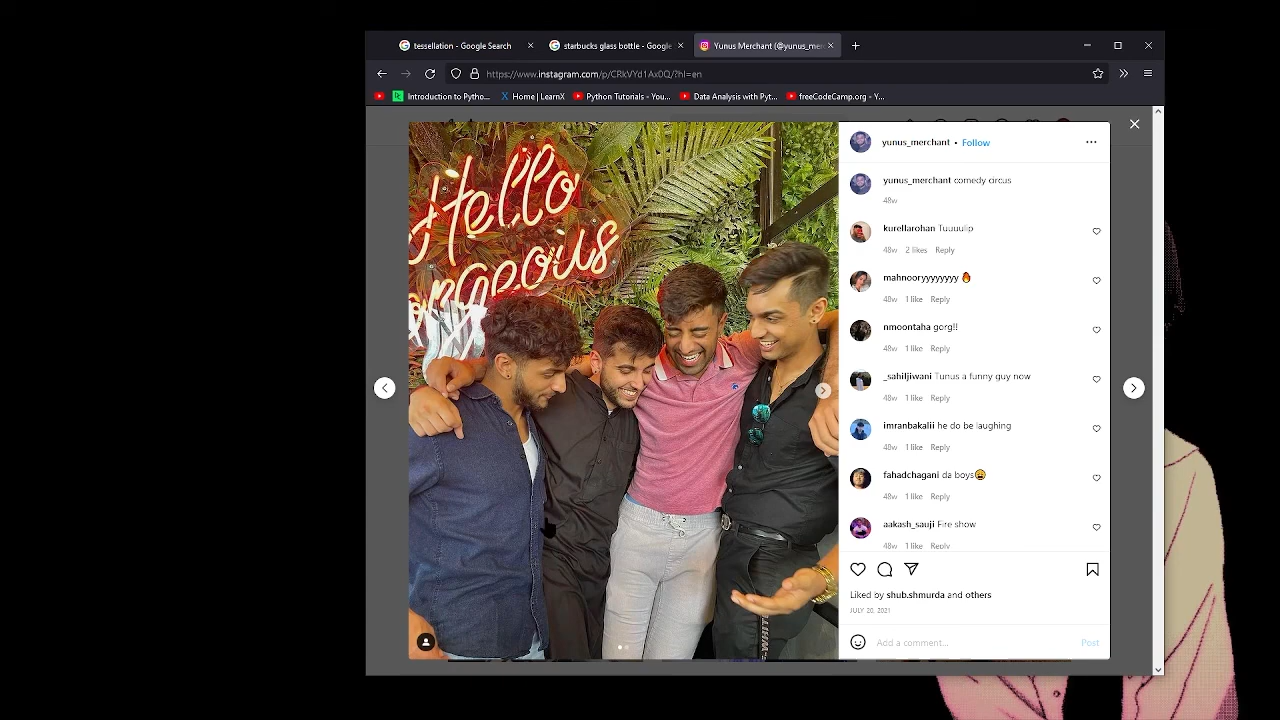 tessellation - Google Search
starbucks glass bottle - Google
Yunus Merchant (@yunus_mer
https://www.instagram.com/p/CRkVYd1Ax0Q/?hl=en
Introduction to Pytho...
Home | LearnX
Python Tutorials - You...
Data Analysis with Pyt...
freeCodeCamp.org - Y...
Hello
yunus_merchant • Follow
yunus_merchant comedy circus
48w
kurellarohan Tuuuulip
48w 2 likes Reply
mahnooryyyyyyyy 🔥
48w 1 like Reply
nmoontaha gorg!!
48w 1 like Reply
_sahiljiwani Tunus a funny guy now
48w 1 like Reply
imranbakalii he do be laughing
48w 1 like Reply
fahadchagani da boys😩
48w 1 like Reply
aakash_sauji Fire show
48w 1 like Reply
Liked by shub.shmurda and others
JULY 20, 2021
Add a comment...
Post